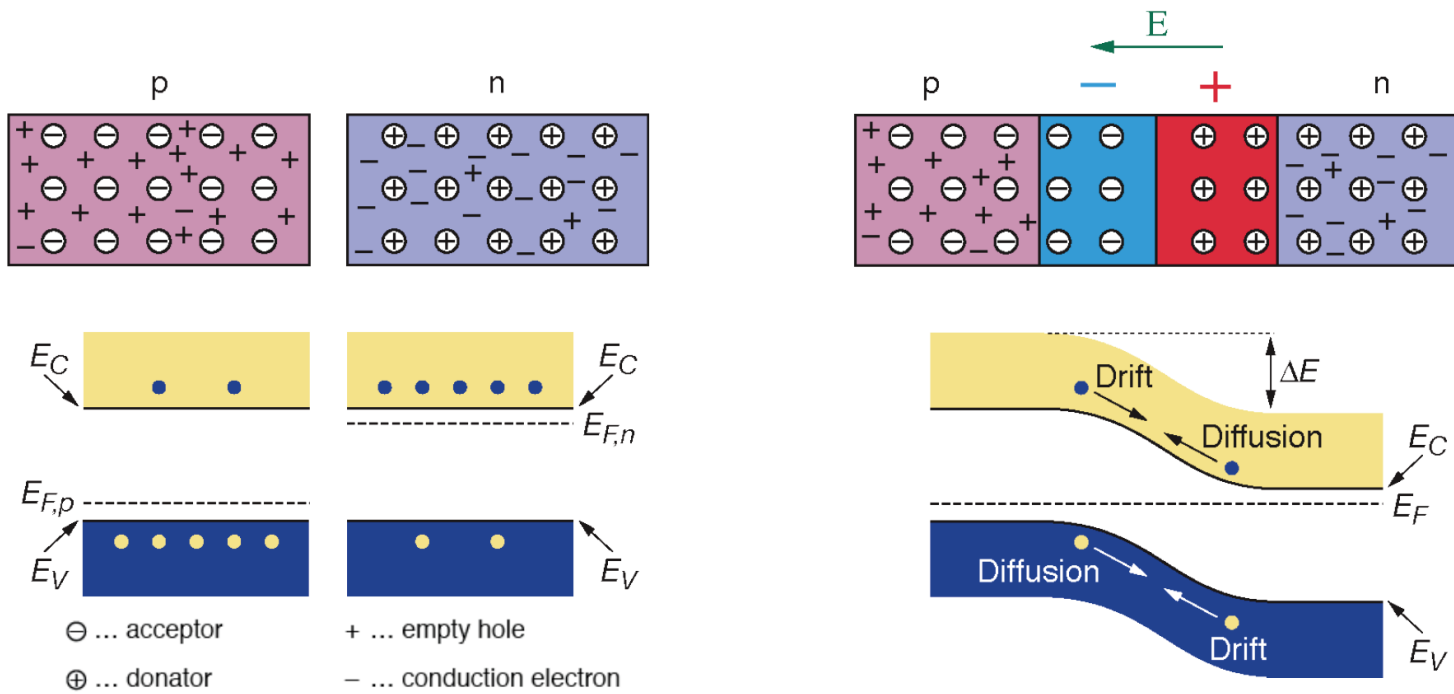 E
p
n
p
−
+
n
E_C
E_C
E_{F,n}
E_{F,p}
E_V
E_V
⊖ ... acceptor
+ ... empty hole
⊕ ... donator
− ... conduction electron
Drift
ΔE
Diffusion
E_C
E_F
Diffusion
Drift
E_V